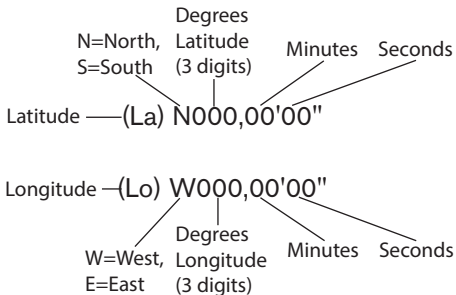 Degrees
N=North, Latitude Minutes Seconds
S=South (3 digits)
Latitude (La) N000,00'00"
Longitude (Lo) W000,00'00"
Degrees
W=West, Longitude Minutes Seconds
E=East (3 digits)